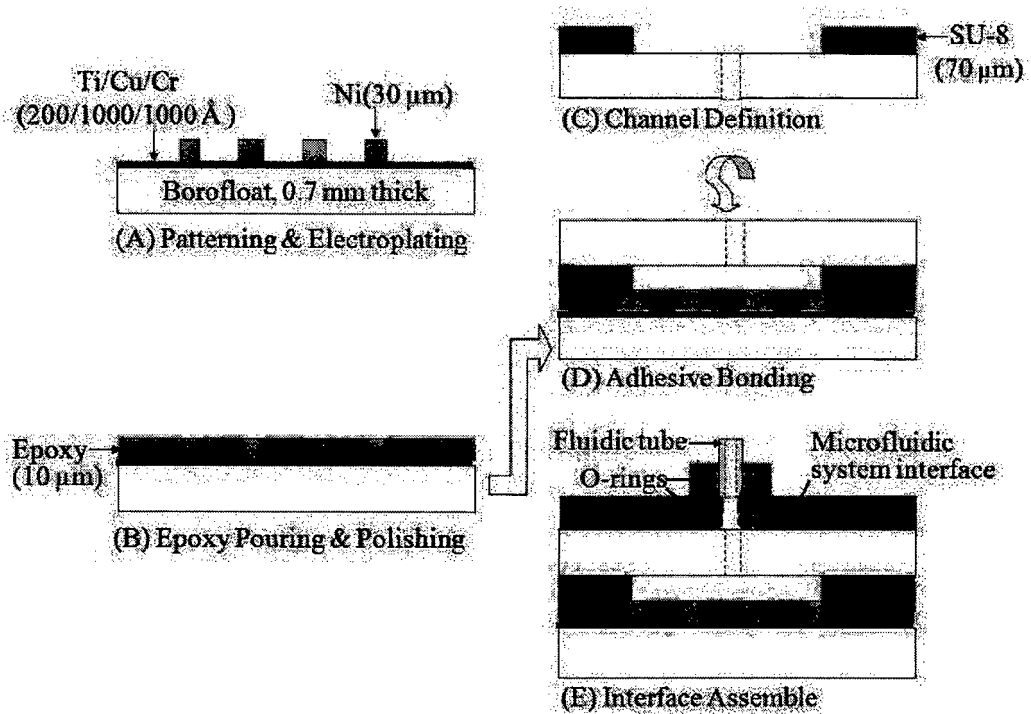 Ti/Cu/Cr
(200/1000/1000 Å)
Ni(30 µm)
Borofloat, 0.7 mm thick
(A) Patterning & Electroplating
Epoxy
(10 µm)
(B) Epoxy Pouring & Polishing
SU-8
(70 µm)
(C) Channel Definition
(D) Adhesive Bonding
Fluidic tube
O-rings
Microfluidic
system interface
(E) Interface Assemble